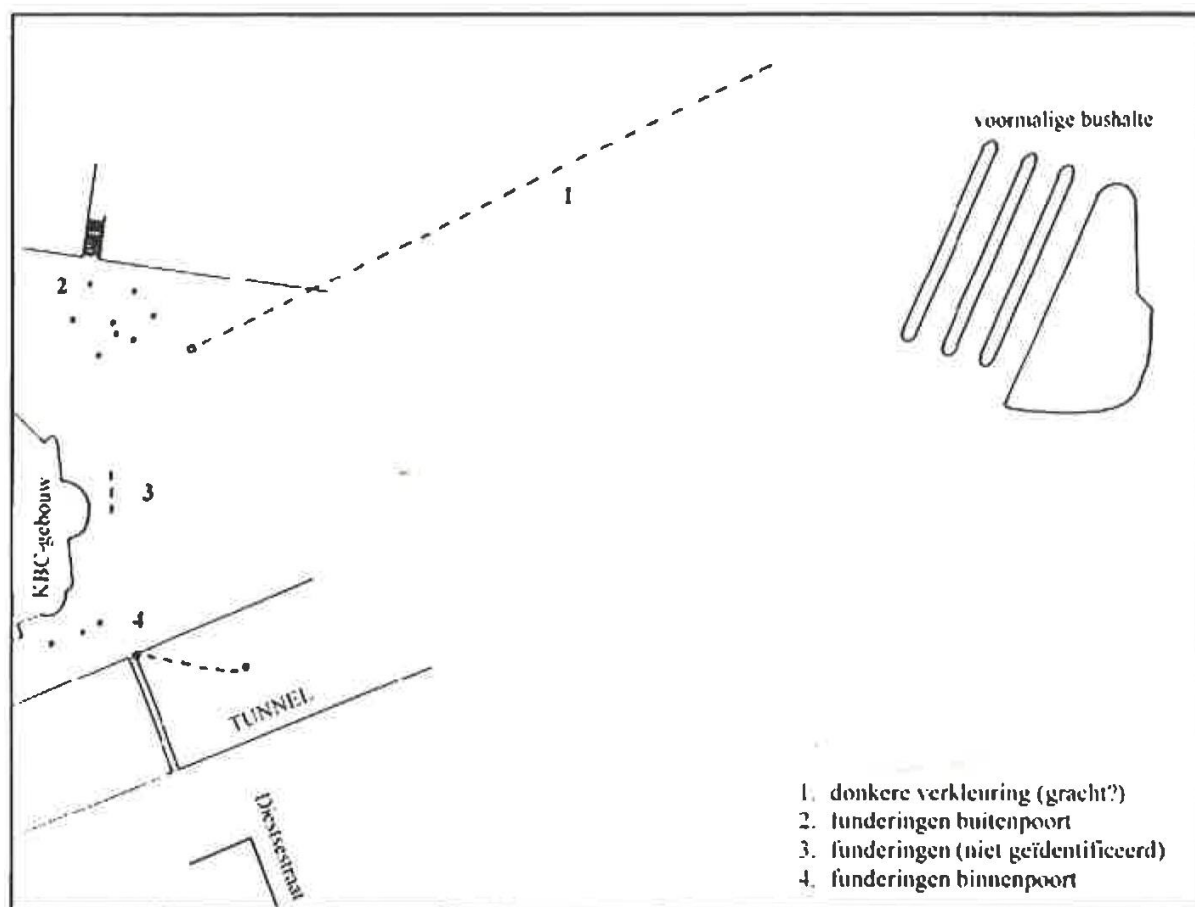 voormalige bushalte
1
2
3
KBC-gebouw
4
TUNNEL
Diestsestraat
1. donkere verkleuring (gracht?)
2. funderingen buitenpoort
3. funderingen (niet geïdentificeerd)
4. funderingen binnenpoort